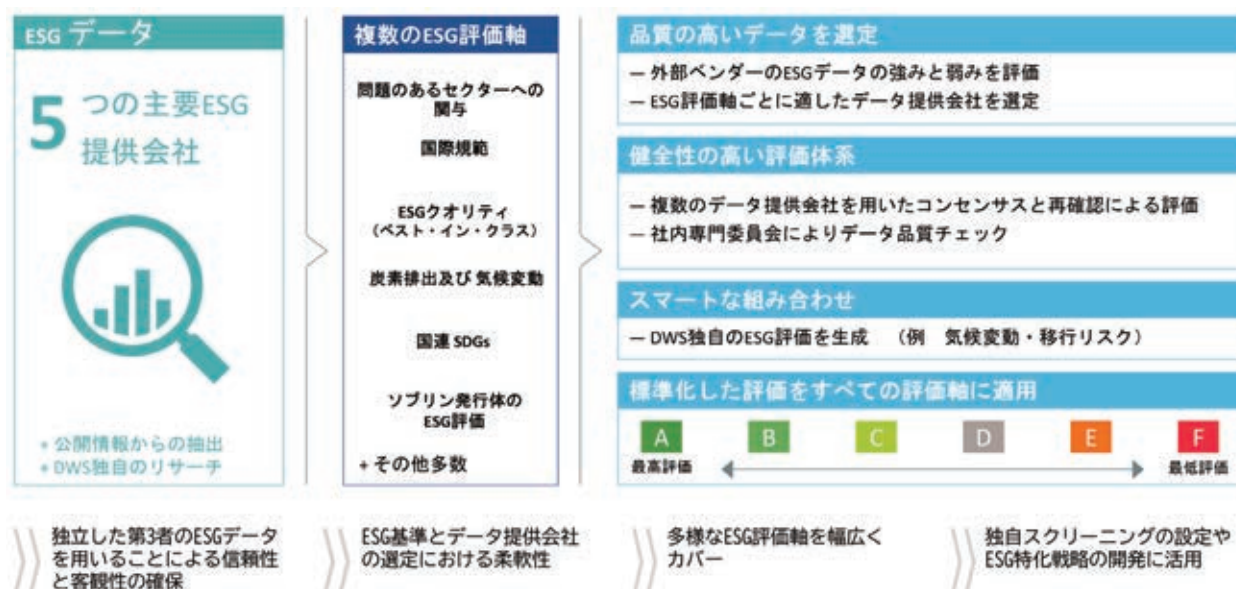 ESG データ
5 つの主要ESG
提供会社
+ 公開情報からの抽出
+ DWS独自のリサーチ
複数のESG評価軸
問題のあるセクターへの
関与
国際規範
ESGクオリティ
（ベスト・イン・クラス）
炭素排出及び 気候変動
国連 SDGs
ソブリン発行体の
ESG評価
+ その他多数
品質の高いデータを選定
― 外部ベンダーのESGデータの強みと弱みを評価
― ESG評価軸ごとに適したデータ提供会社を選定
健全性の高い評価体系
― 複数のデータ提供会社を用いたコンセンサスと再確認による評価
― 社内専門委員会によりデータ品質チェック
スマートな組み合わせ
― DWS独自のESG評価を生成 （例 気候変動・移行リスク）
標準化した評価をすべての評価軸に適用
A B C D E F
最高評価 最低評価
独立した第3者のESGデータ
を用いることによる信頼性
と客観性の確保
ESG基準とデータ提供会社
の選定における柔軟性
多様なESG評価軸を幅広く
カバー
独自スクリーニングの設定や
ESG特化戦略の開発に活用